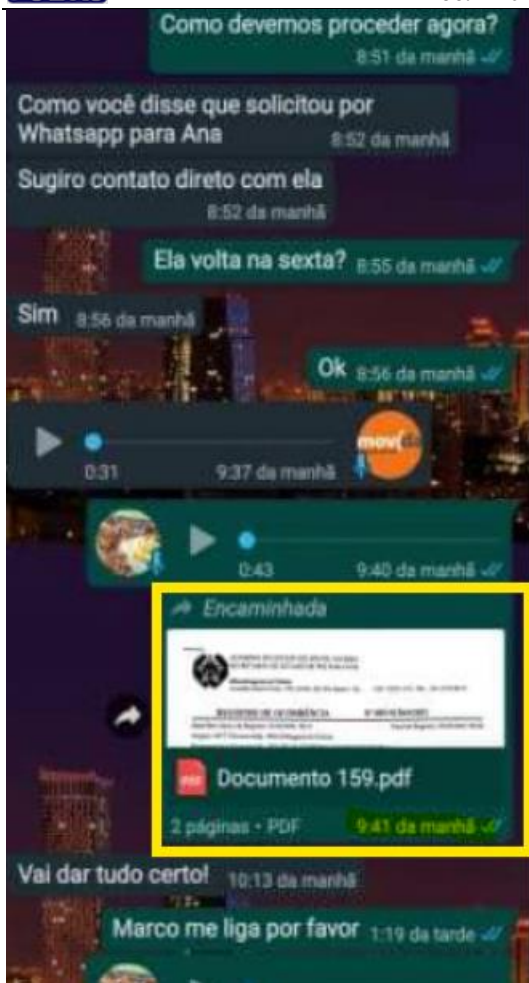 Como devemos proceder agora?
8:51 da manhã
Como você disse que solicitou por
Whatsapp para Ana 8:52 da manhã
Sugiro contato direto com ela
8:52 da manhã
Ela volta na sexta? 8:55 da manhã
Sim 8:56 da manhã
Ok 8:56 da manhã
0:31 9:37 da manhã
0:43 9:40 da manhã
Encaminhada
REGISTRO DE OCORRÊNCIA
PDF Documento 159.pdf
2 páginas • PDF 9:41 da manhã
Vai dar tudo certo! 10:13 da manhã
Marco me liga por favor 1:19 da tarde